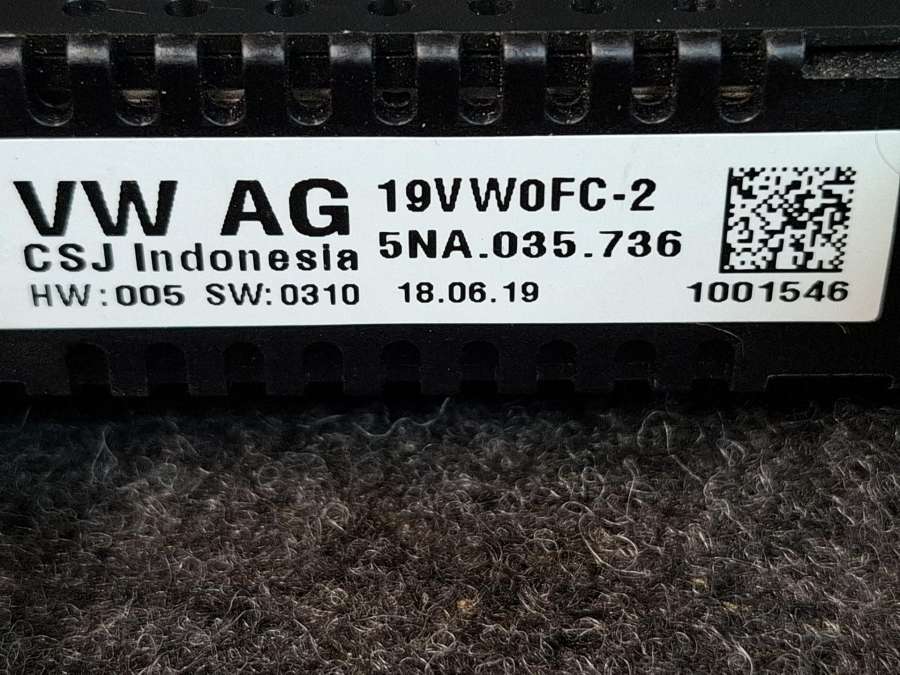 VW AG 19VW0FC-2
CSJ Indonesia 5NA.035.736
HW:005 SW:0310 18.06.19 1001546